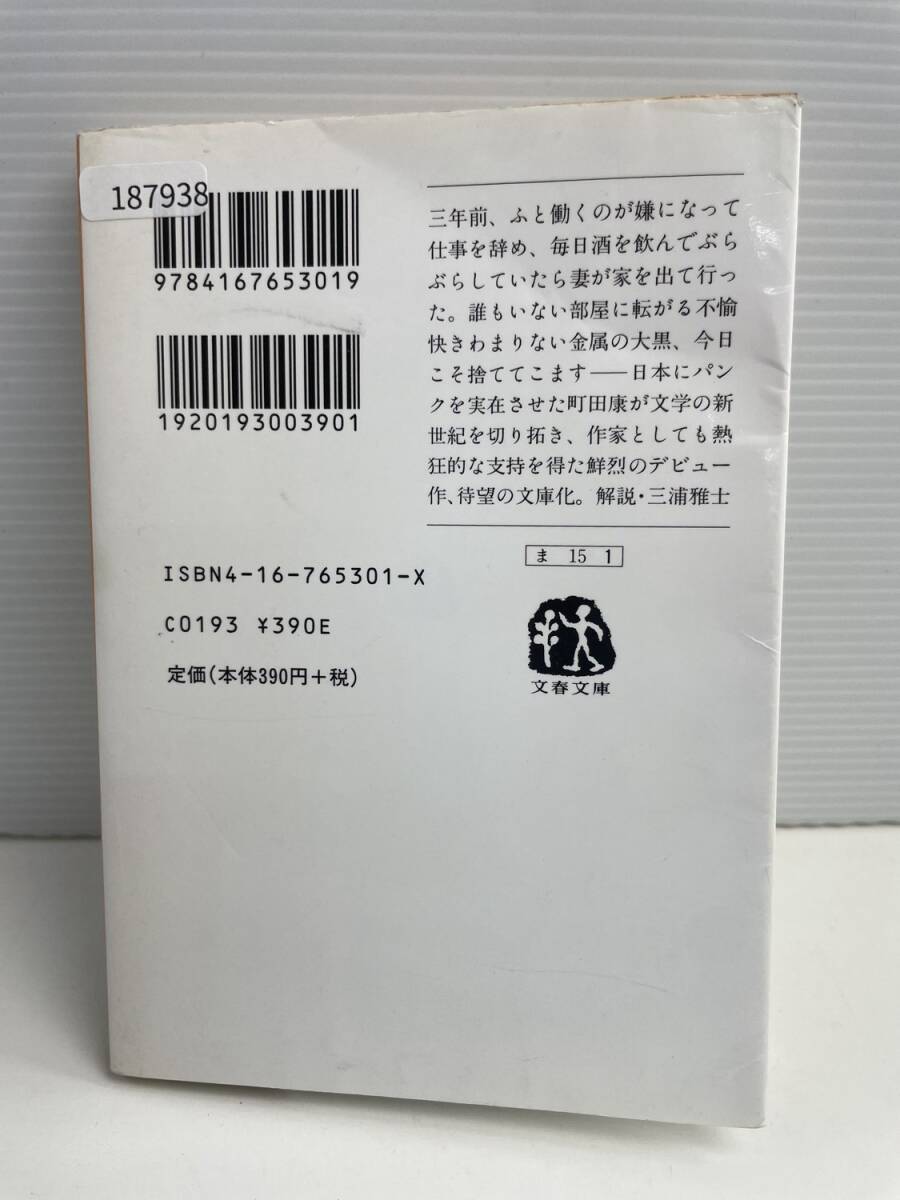 187938
9784167653019
1920193003901
ISBN4-16-765301-X
C0193 ¥390E
定価(本体390円+税)
三年前、ふと働くのが嫌になって
仕事を辞め、毎日酒を飲んでぶら
ぶらしていたら妻が家を出て行っ
た。誰もいない部屋に転がる不愉
快きわまりない金属の大黒、今日
こそ捨ててこます——日本にパン
クを実在させた町田康が文学の新
世紀を切り拓き、作家としても熱
狂的な支持を得た鮮烈のデビュー
作、待望の文庫化。解説・三浦雅士
ま 15 1
文春文庫